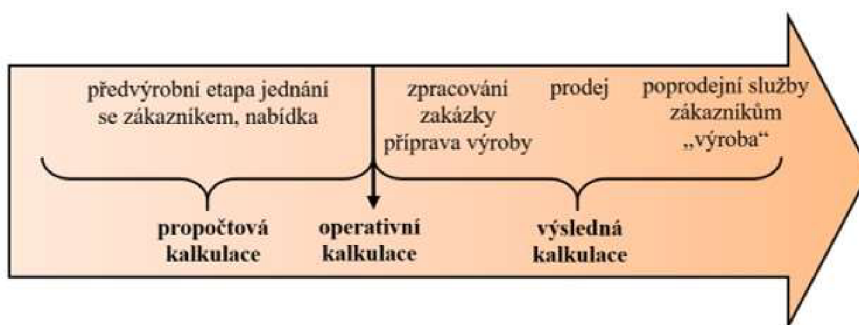 předvýrobní etapa jednání
se zákazníkem, nabídka
zpracování
zakázky
příprava výroby
prodej
poprodejní služby
zákazníkům
„výroba“
propočtová
kalkulace
operativní
kalkulace
výsledná
kalkulace